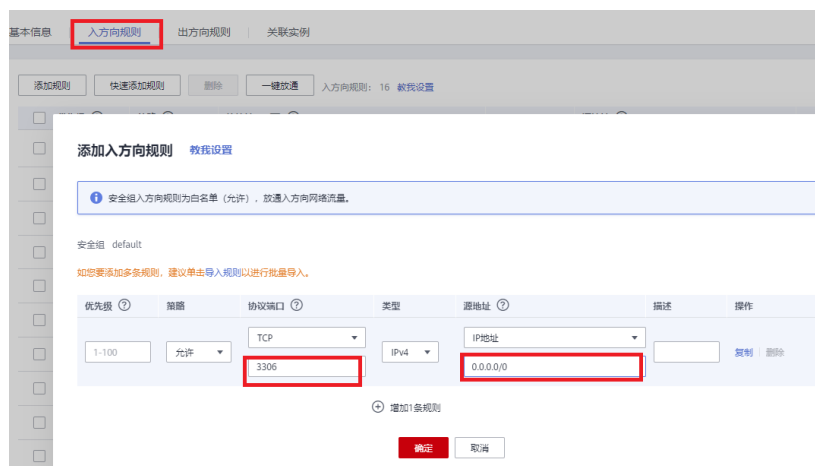 基本信息 入方向规则 出方向规则 关联实例
添加规则 快速添加规则 删除 一键放通 入方向规则: 16 教我设置
添加入方向规则 教我设置
安全组入方向规则为白名单（允许），放通入方向网络流量。
安全组 default
如您要添加多条规则，建议单击导入规则以进行批量导入。
优先级 ? 策略 协议端口 ? 类型 源地址 ? 描述 操作
1-100 允许 TCP IPv4 IP地址 复制 删除
3306 0.0.0.0/0
增加1条规则
确定 取消